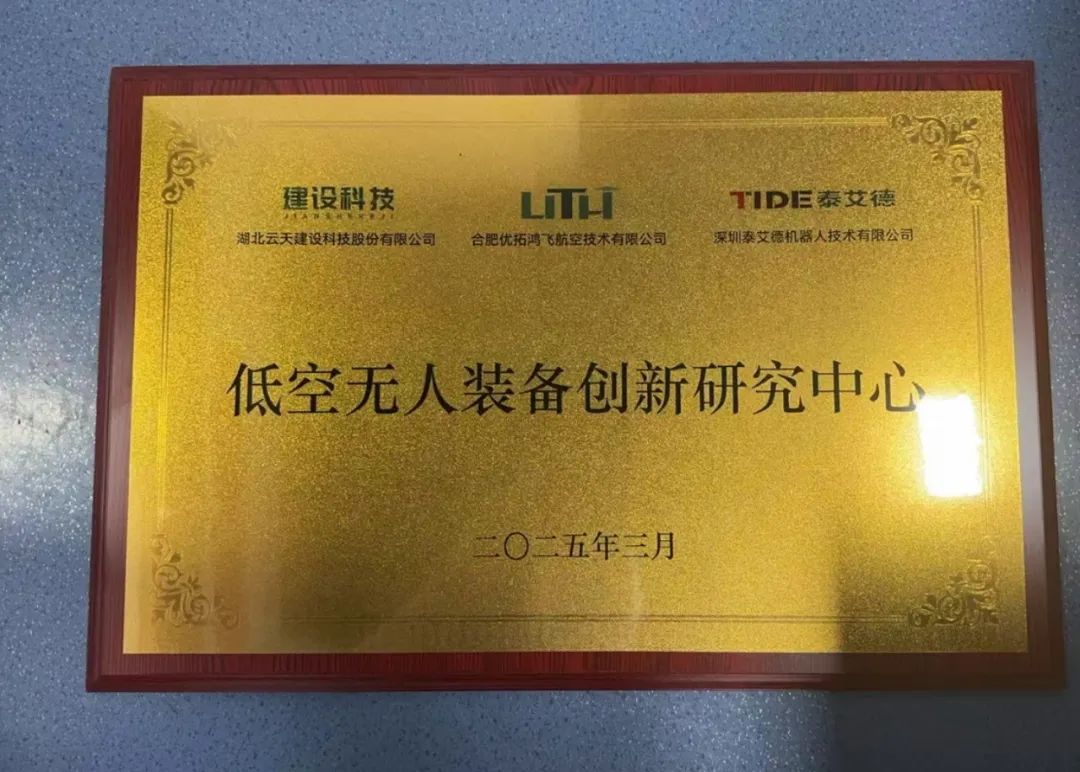 建设科技
JIANSHEKEJI
湖北云天建设科技股份有限公司
LITH
合肥优拓鸿飞航空技术有限公司
TIDE泰艾德
深圳泰艾德机器人技术有限公司
低空无人装备创新研究中心
二〇二五年三月